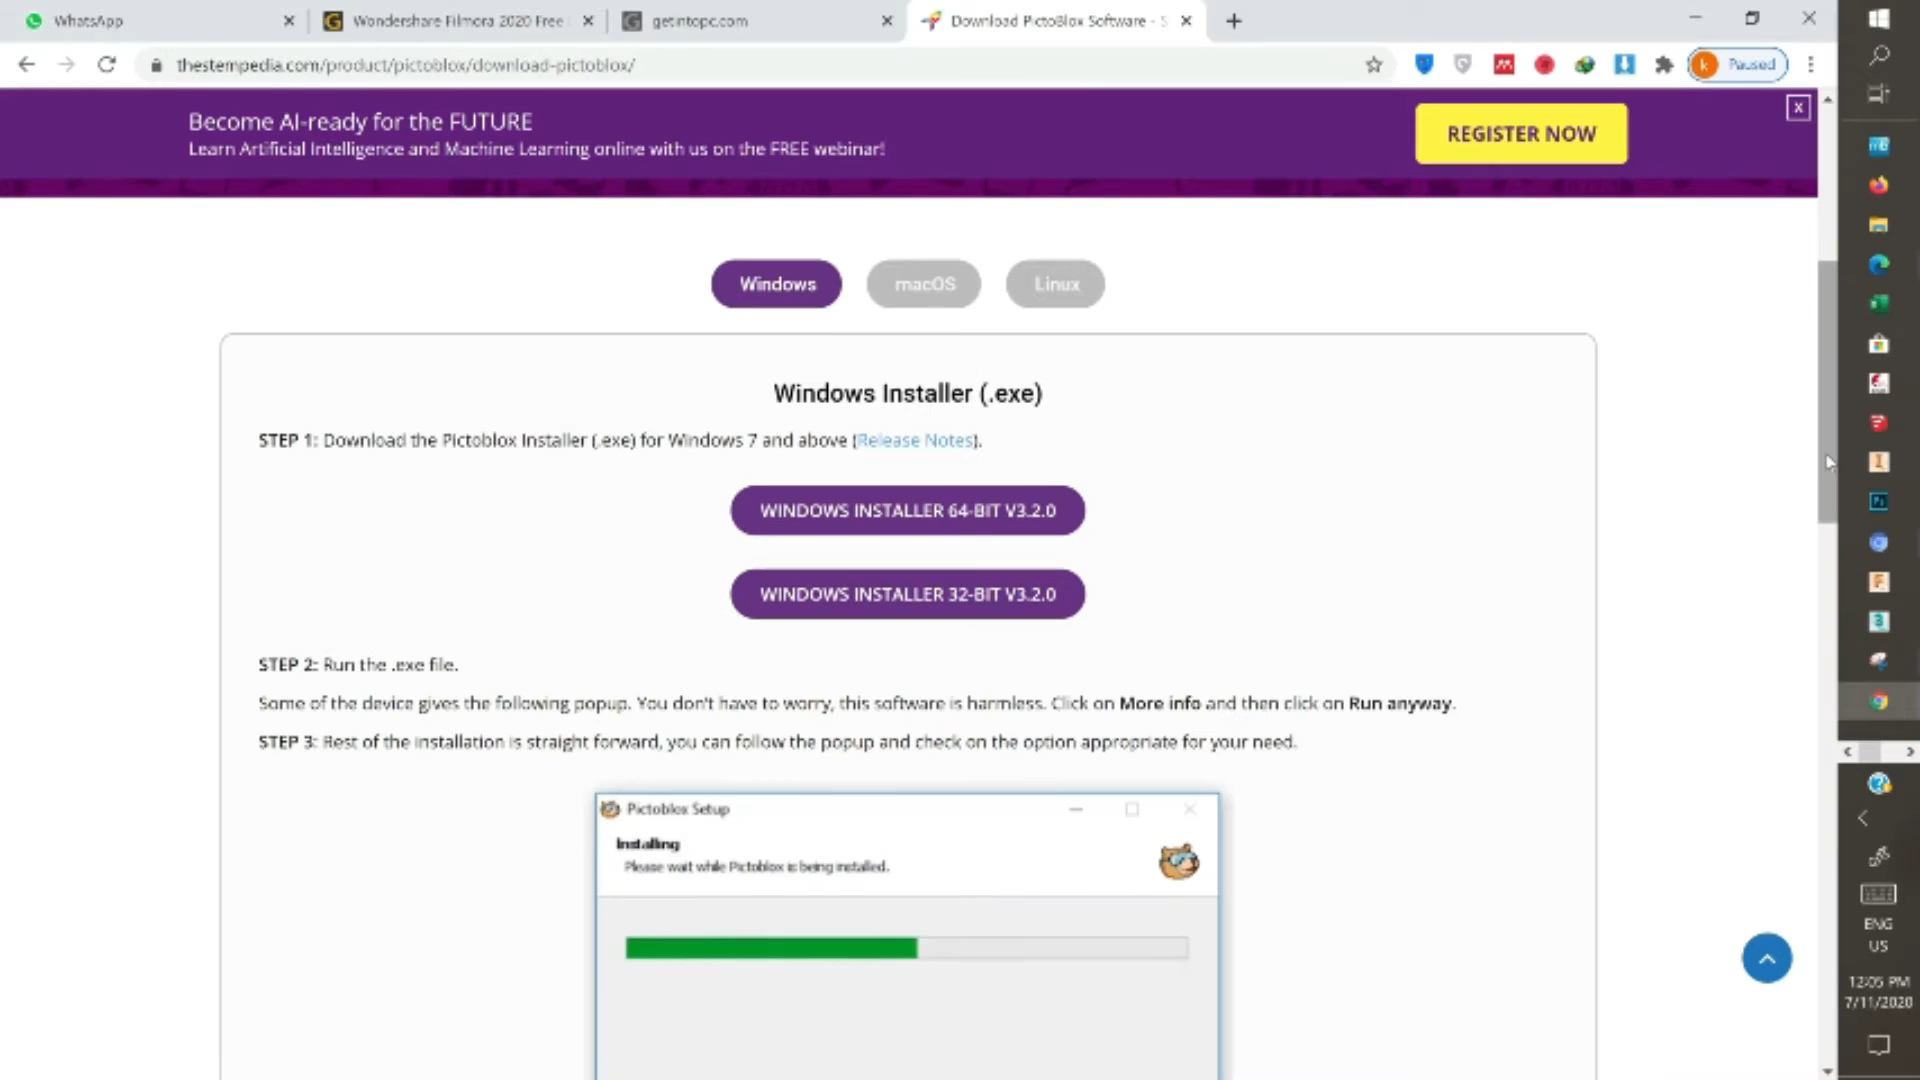 WhatsApp
Wondershare Filmora 2020 Free
getintopc.com
Download PictoBlox Software - S
thestempedia.com/product/pictoblox/download-pictoblox/
k Paused
Become AI-ready for the FUTURE
Learn Artificial Intelligence and Machine Learning online with us on the FREE webinar!
REGISTER NOW
x
Windows
macOS
Linux
Windows Installer (.exe)
STEP 1: Download the Pictoblox Installer (.exe) for Windows 7 and above (Release Notes).
WINDOWS INSTALLER 64-BIT V3.2.0
WINDOWS INSTALLER 32-BIT V3.2.0
STEP 2: Run the .exe file.
Some of the device gives the following popup. You don't have to worry, this software is harmless. Click on More info and then click on Run anyway.
STEP 3: Rest of the installation is straight forward, you can follow the popup and check on the option appropriate for your need.
Pictoblox Setup
Installing
Please wait while Pictoblox is being installed.
ENG
US
12:05 PM
7/11/2020